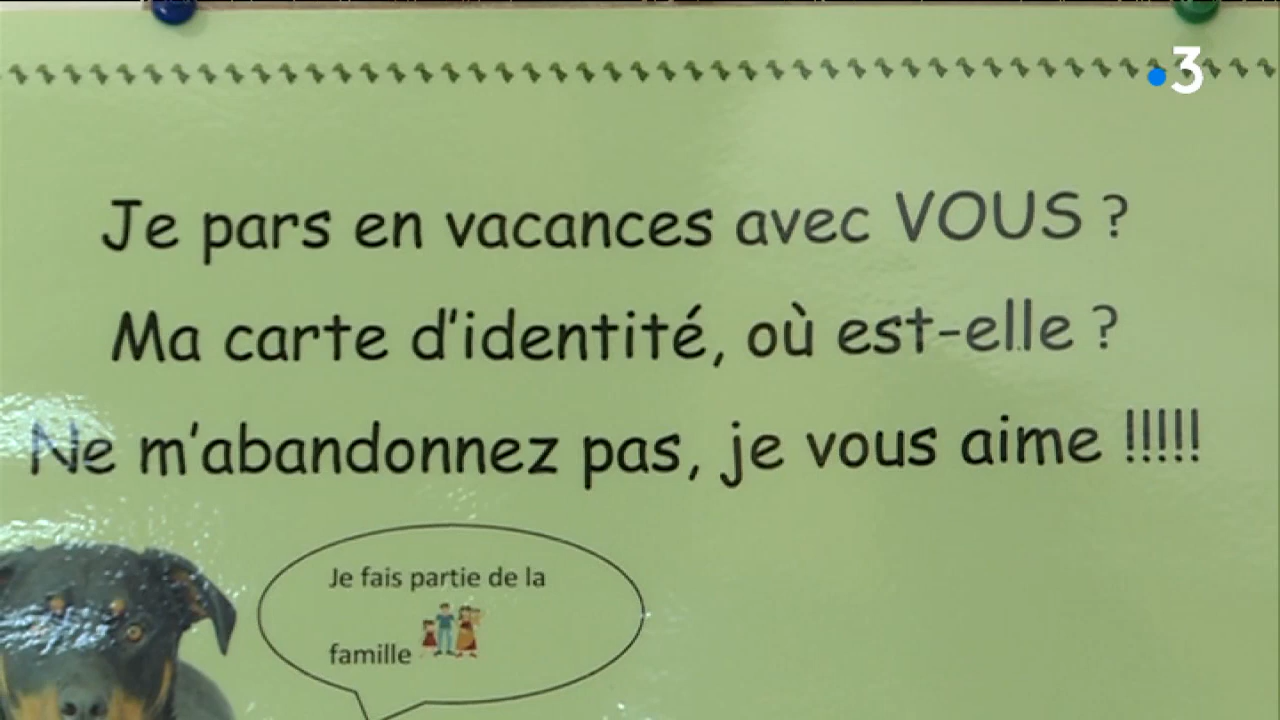 3
Je pars en vacances avec VOUS ?
Ma carte d'identité, où est-elle ?
Ne m'abandonnez pas, je vous aime !!!!!
Je fais partie de la
famille